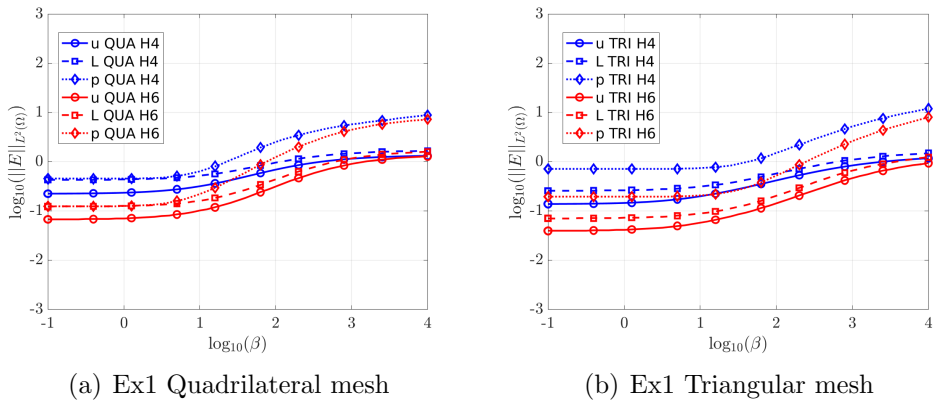 3
2
1
0
-1
-2
-3
log10(||E||L2(Ω))
u QUA H4
L QUA H4
p QUA H4
u QUA H6
L QUA H6
p QUA H6
-1 0 1 2 3 4
log10(β)
(a) Ex1 Quadrilateral mesh
3
2
1
0
-1
-2
-3
log10(||E||L2(Ω))
u TRI H4
L TRI H4
p TRI H4
u TRI H6
L TRI H6
p TRI H6
-1 0 1 2 3 4
log10(β)
(b) Ex1 Triangular mesh